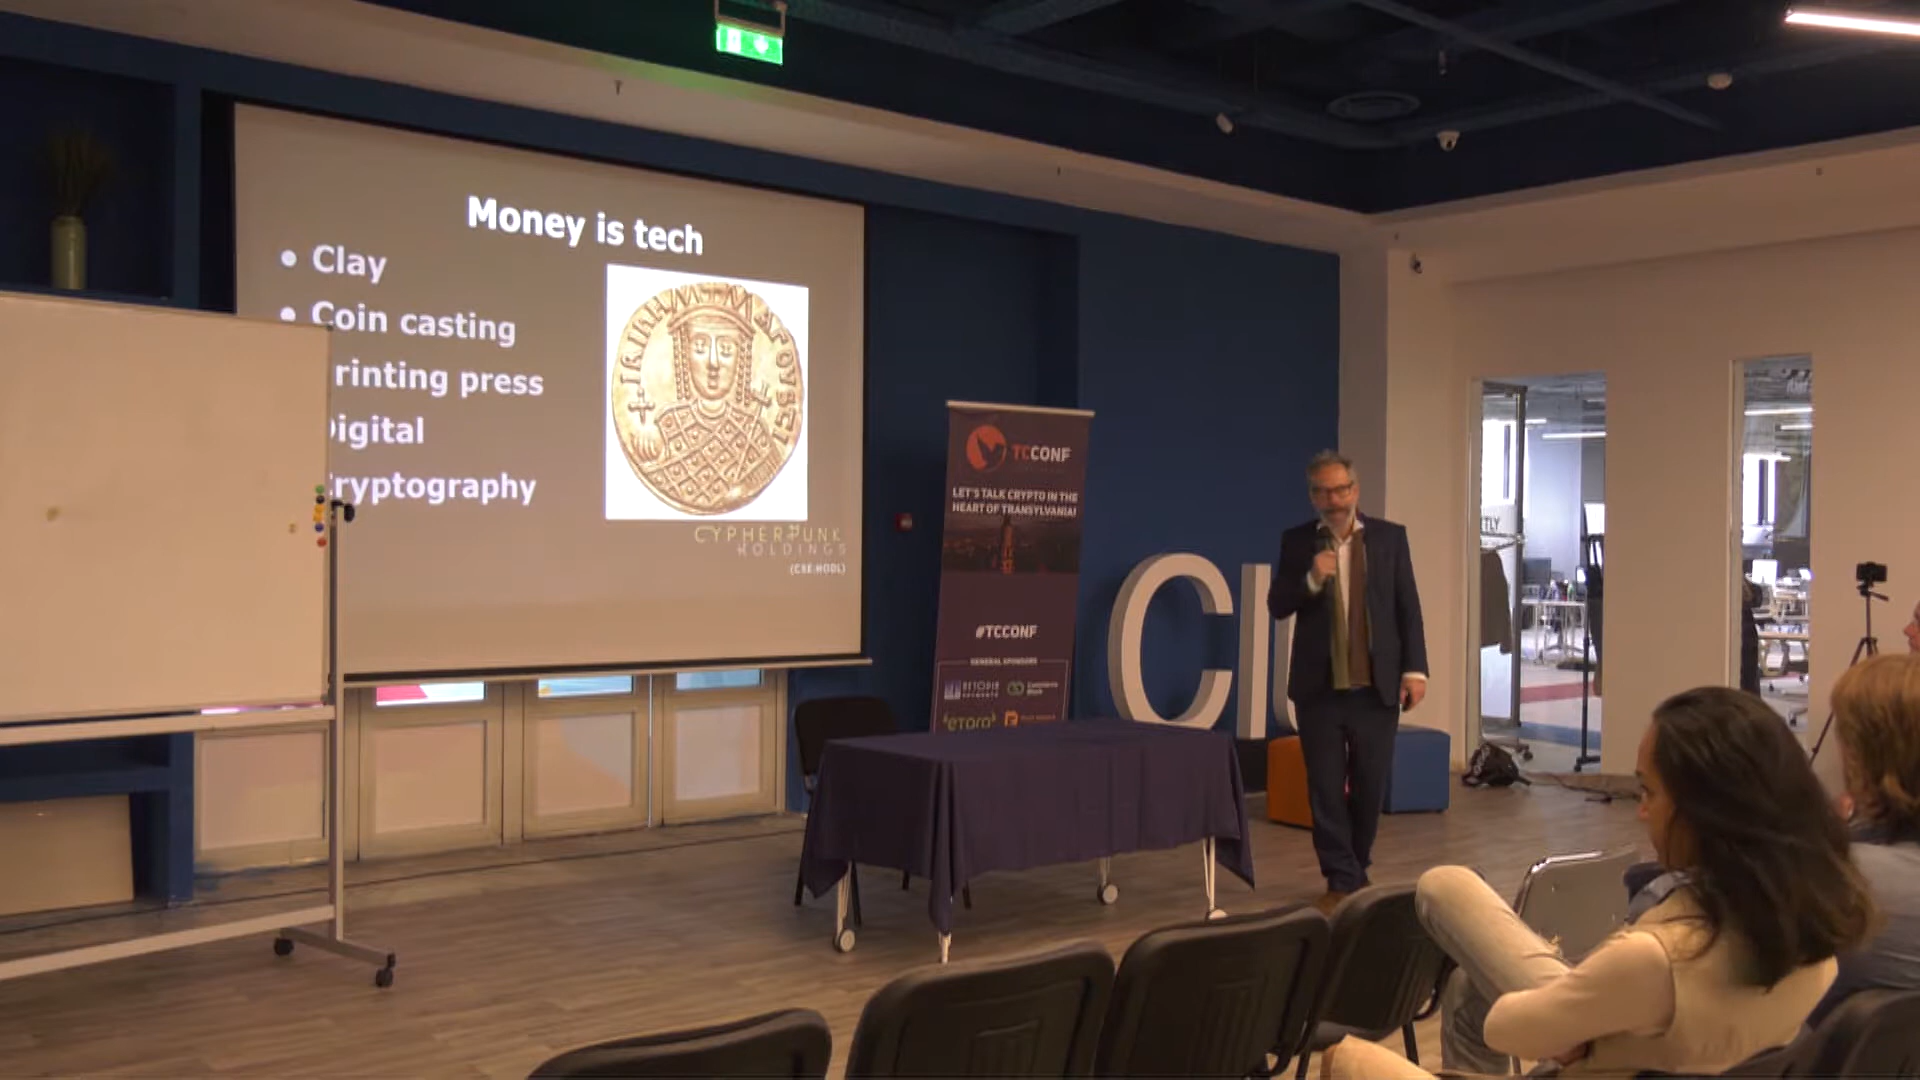 Money is tech
• Clay
• Coin casting
rinting press
igital
ryptography
CYPHERPUNK
HOLDINGS
(CSE:HODL)
TCCONF
LET'S TALK CRYPTO IN THE
HEART OF TRANSYLVANIA!
#TCCONF
GENERAL SPONSORS
eToro
CL